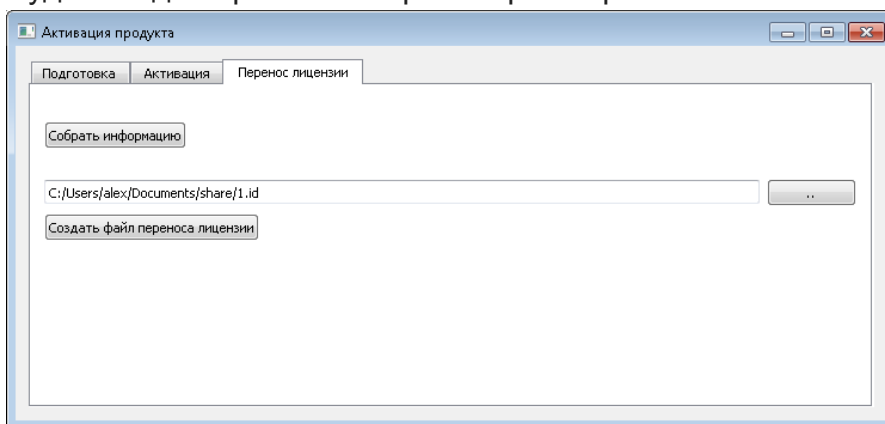 Активация продукта
Подготовка Активация Перенос лицензии
Собрать информацию
C:/Users/alex/Documents/share/1.id ..
Создать файл переноса лицензии